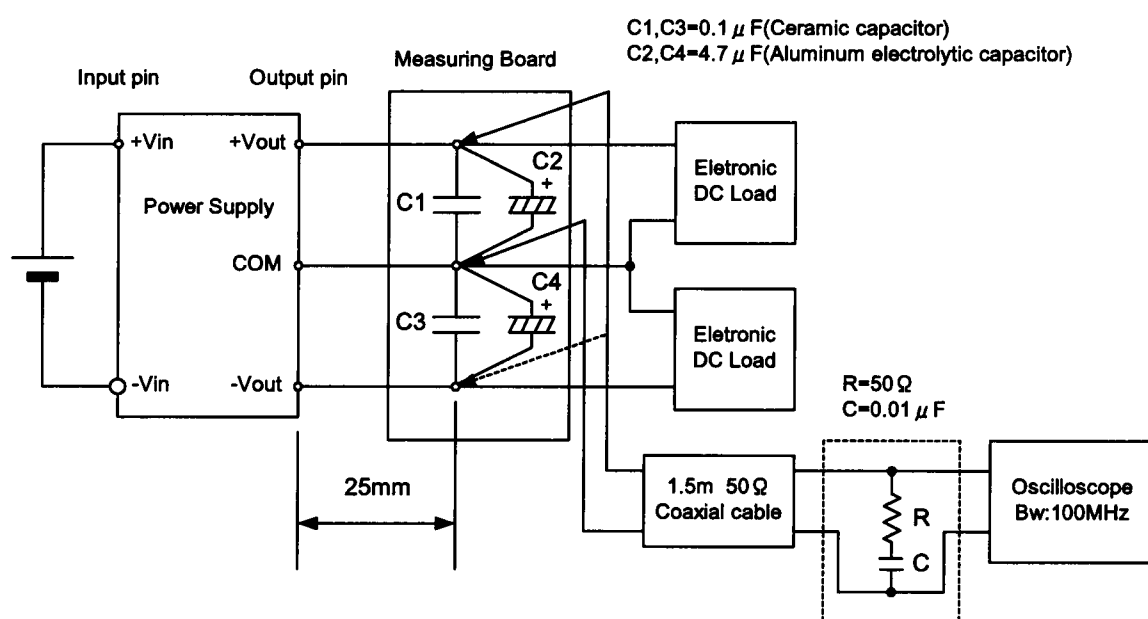 C1,C3=0.1μF(Ceramic capacitor)
C2,C4=4.7μF(Aluminum electrolytic capacitor)
Measuring Board
Input pin
Output pin
+Vin
+Vout
Power Supply
COM
-Vin
-Vout
C1
C2
+
C3
C4
+
Eletronic
DC Load
Eletronic
DC Load
25mm
R=50Ω
C=0.01μF
1.5m 50Ω
Coaxial cable
R
C
Oscilloscope
Bw:100MHz